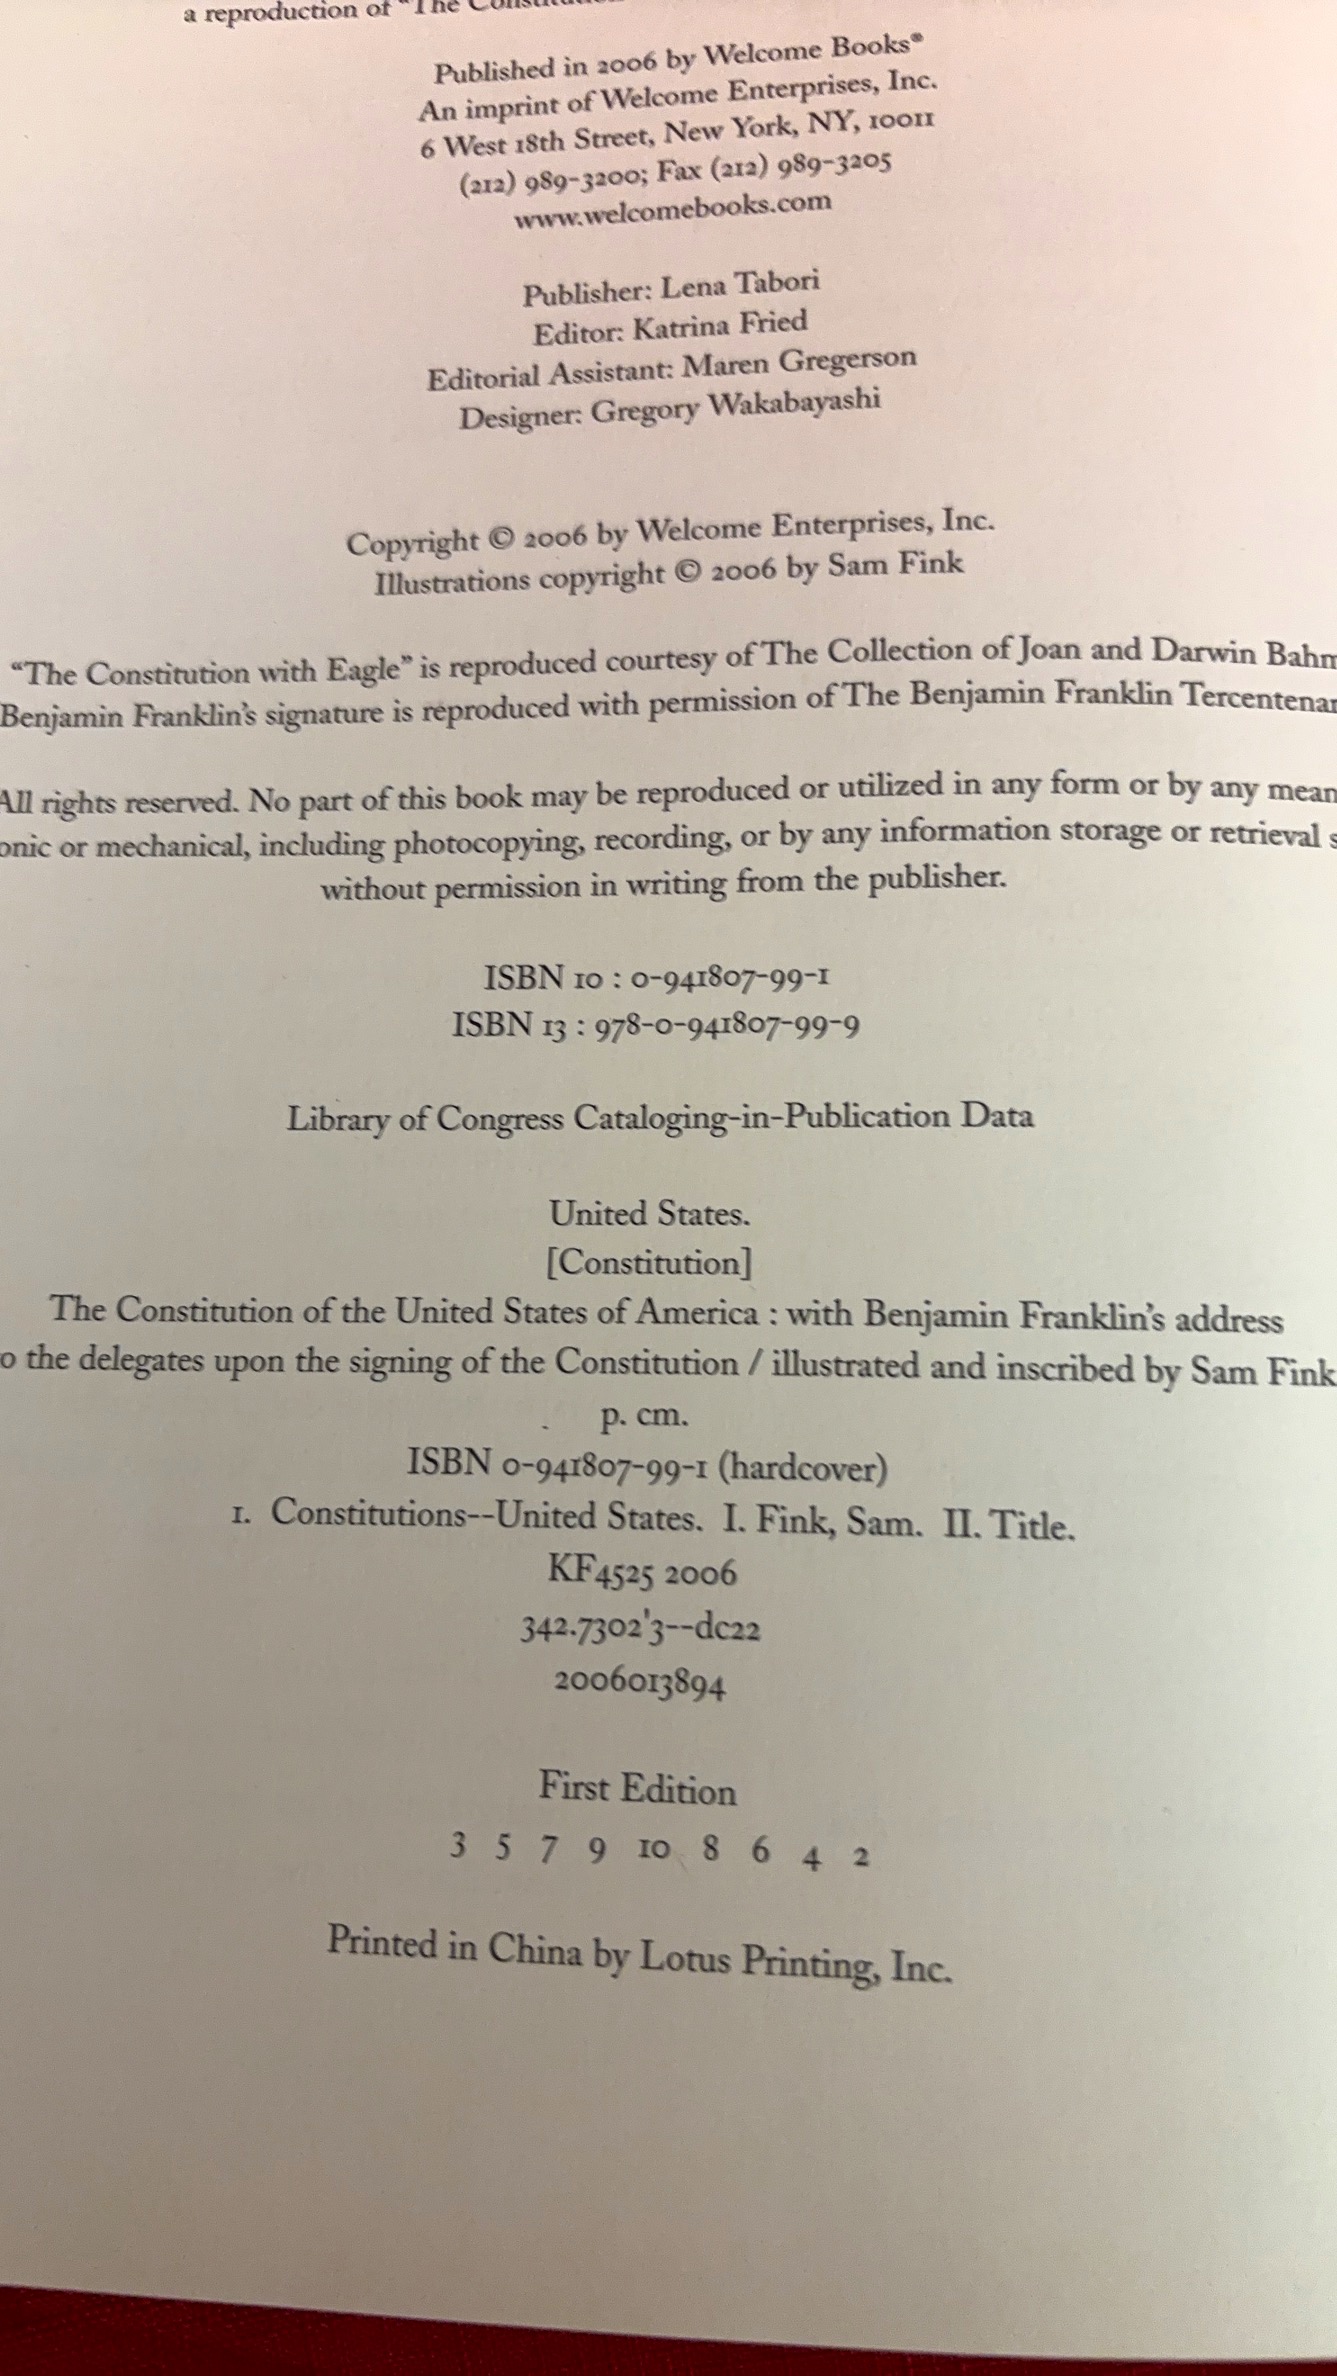 a reproduction of "The
Published in 2006 by Welcome Books®
An imprint of Welcome Enterprises, Inc.
6 West 18th Street, New York, NY, 10011
(212) 989-3200; Fax (212) 989-3205
www.welcomebooks.com
Publisher: Lena Tabori
Editor: Katrina Fried
Editorial Assistant: Maren Gregerson
Designer: Gregory Wakabayashi
Copyright © 2006 by Welcome Enterprises, Inc.
Illustrations copyright © 2006 by Sam Fink
“The Constitution with Eagle” is reproduced courtesy of The Collection of Joan and Darwin
Benjamin Franklin’s signature is reproduced with permission of The Benjamin Franklin
All rights reserved. No part of this book may be reproduced or utilized in any form or by any
or mechanical, including photocopying, recording, or by any information storage or retrieval
without permission in writing from the publisher.
ISBN 10 : 0-941807-99-1
ISBN 13 : 978-0-941807-99-9
Library of Congress Cataloging-in-Publication Data
United States.
[Constitution]
The Constitution of the United States of America : with Benjamin Franklin’s address
the delegates upon the signing of the Constitution / illustrated and inscribed by Sam Fink
p. cm.
ISBN 0-941807-99-1 (hardcover)
1. Constitutions--United States. I. Fink, Sam. II. Title.
KF4525 2006
342.7302'3--dc22
2006013894
First Edition
3 5 7 9 10 8 6 4 2
Printed in China by Lotus Printing, Inc.